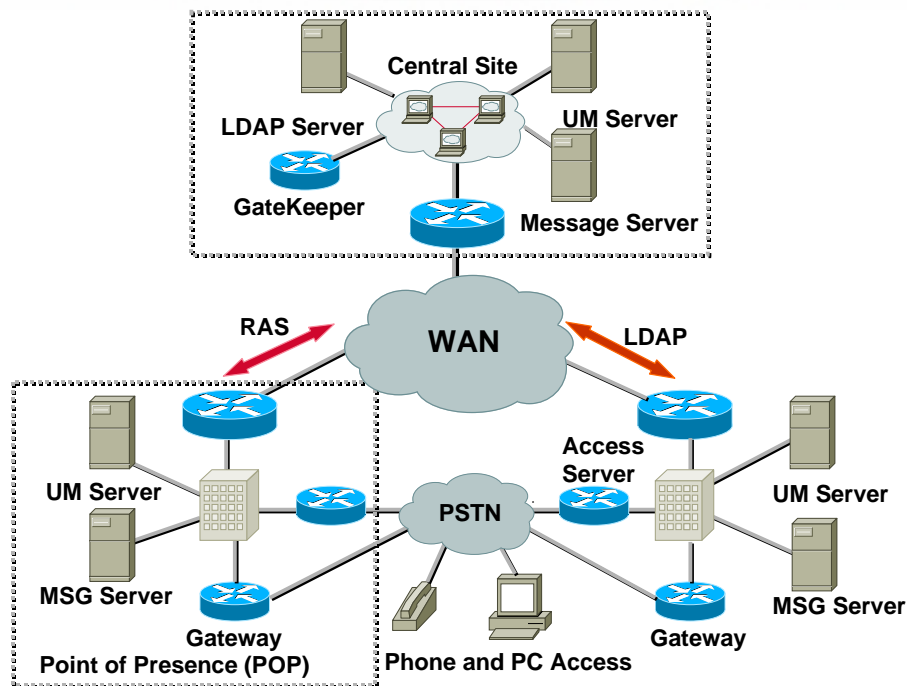 Central Site
LDAP Server
UM Server
GateKeeper
Message Server
RAS
WAN
LDAP
Access
Server
UM Server
PSTN
UM Server
MSG Server
MSG Server
Gateway
Gateway
Point of Presence (POP)
Phone and PC Access